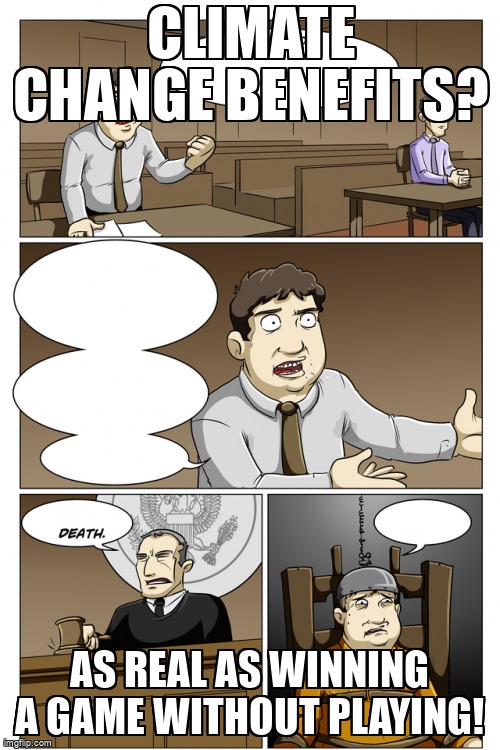 CLIMATE
CHANGE BENEFITS?
DEATH.
AS REAL AS WINNING
A GAME WITHOUT PLAYING!
imgflip.com